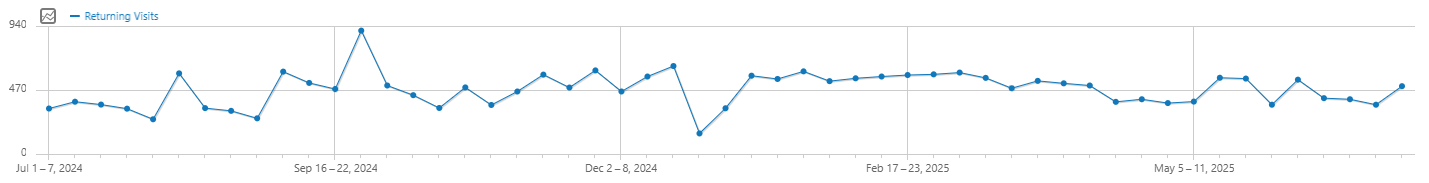 Returning Visits
940
470
0
Jul 1 – 7, 2024 Sep 16 – 22, 2024 Dec 2 – 8, 2024 Feb 17 – 23, 2025 May 5 – 11, 2025